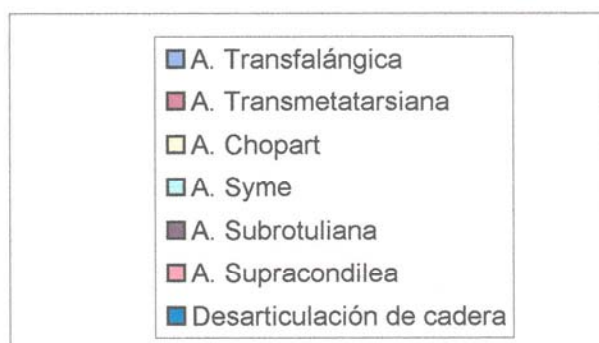 A. Transfalángica
A. Transmetatarsiana
A. Chopart
A. Syme
A. Subrotuliana
A. Supracondilea
Desarticulación de cadera